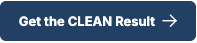 Get the CLEAN Result →